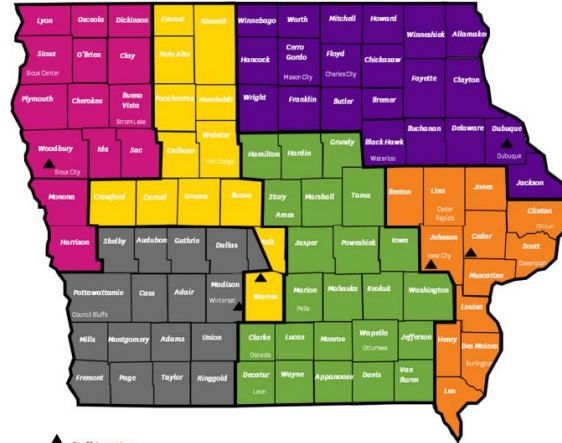 Lyon Osceola Dickinson Emmet Kossuth Winnebago Worth Mitchell Howard Winneshiek Allamakee
Sioux O'Brien Clay Palo Alto Hancock Cerro Gordo Floyd Chickasaw
Sioux Center Mason City Charles City
Plymouth Cherokee Buena Vista Pocahontas Humboldt Wright Franklin Butler Bremer Fayette Clayton
Strom Lake
Woodbury Ida Sac Calhoun Webster Hamilton Hardin Grundy Black Hawk Buchanan Delaware Dubuque
Sioux City Fort Dodge Waterloo Dubuque
Monona Crawford Carroll Greene Boone Story Marshall Tama Benton Linn Jones Jackson
Ames Cedar Rapids
Harrison Shelby Audubon Guthrie Dallas Polk Jasper Poweshiek Iowa Johnson Cedar Clinton
Iowa City Clinton
Scott
Davenport
Pottawattamie Cass Adair Madison Warren Marion Mahaska Keokuk Washington Muscatine
Council Bluffs Winterset Pella
Louisa
Mills Montgomery Adams Union Clarke Lucas Monroe Wapello Jefferson Henry Des Moines
Osceola Ottumwa Burlington
Fremont Page Taylor Ringgold Decatur Wayne Appanoose Davis Van Buren Lee
Leon